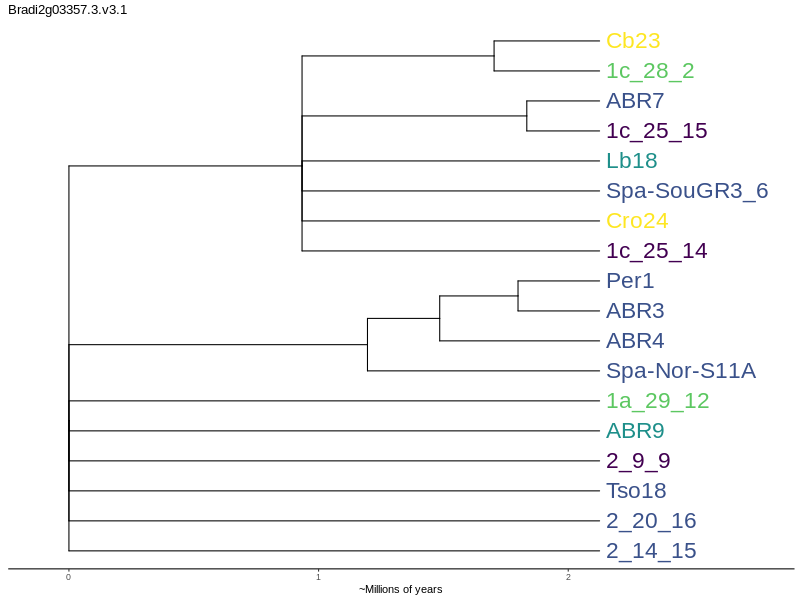 Bradi2g03357.3.v3.1
Cb23
1c_28_2
ABR7
1c_25_15
Lb18
Spa-SouGR3_6
Cro24
1c_25_14
Per1
ABR3
ABR4
Spa-Nor-S11A
1a_29_12
ABR9
2_9_9
Tso18
2_20_16
2_14_15
0 1 2
~Millions of years